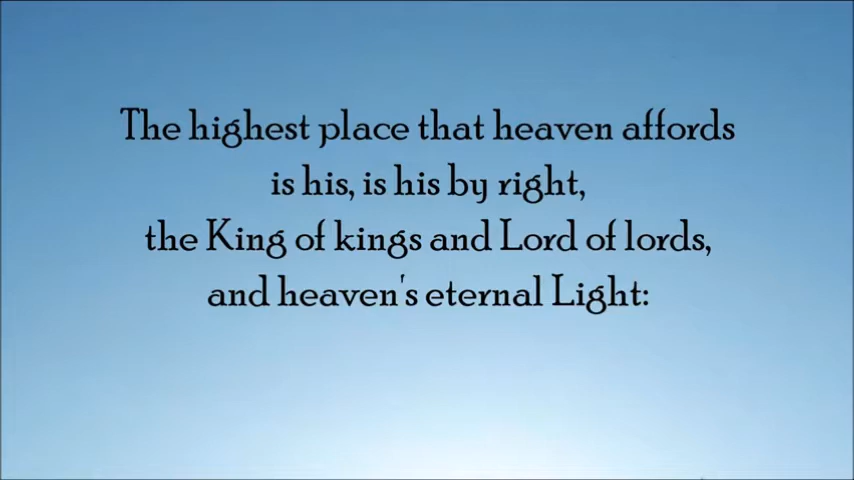 The highest place that heaven affords
is his, is his by right,
the King of kings and Lord of lords,
and heaven's eternal Light: